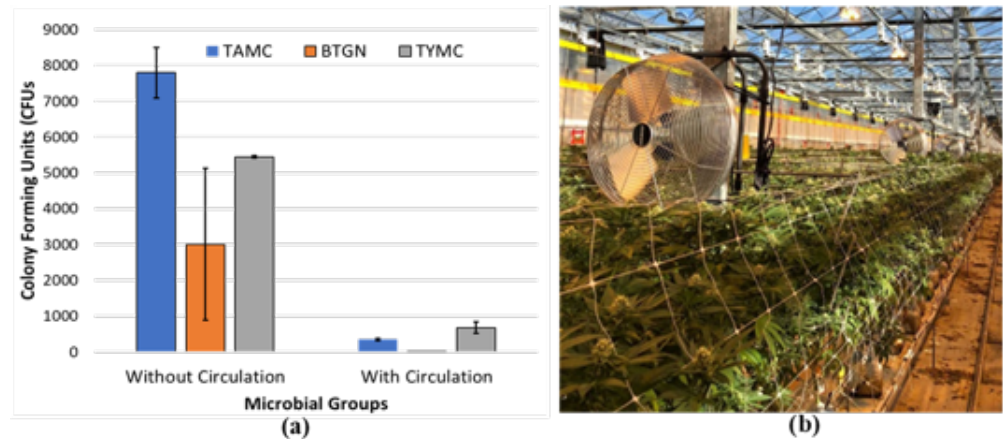 9000
8000
7000
6000
5000
4000
3000
2000
1000
0
Colony Forming Units (CFUs
TAMC BTGN TYMC
Without Circulation With Circulation
Microbial Groups
(a)
(b)